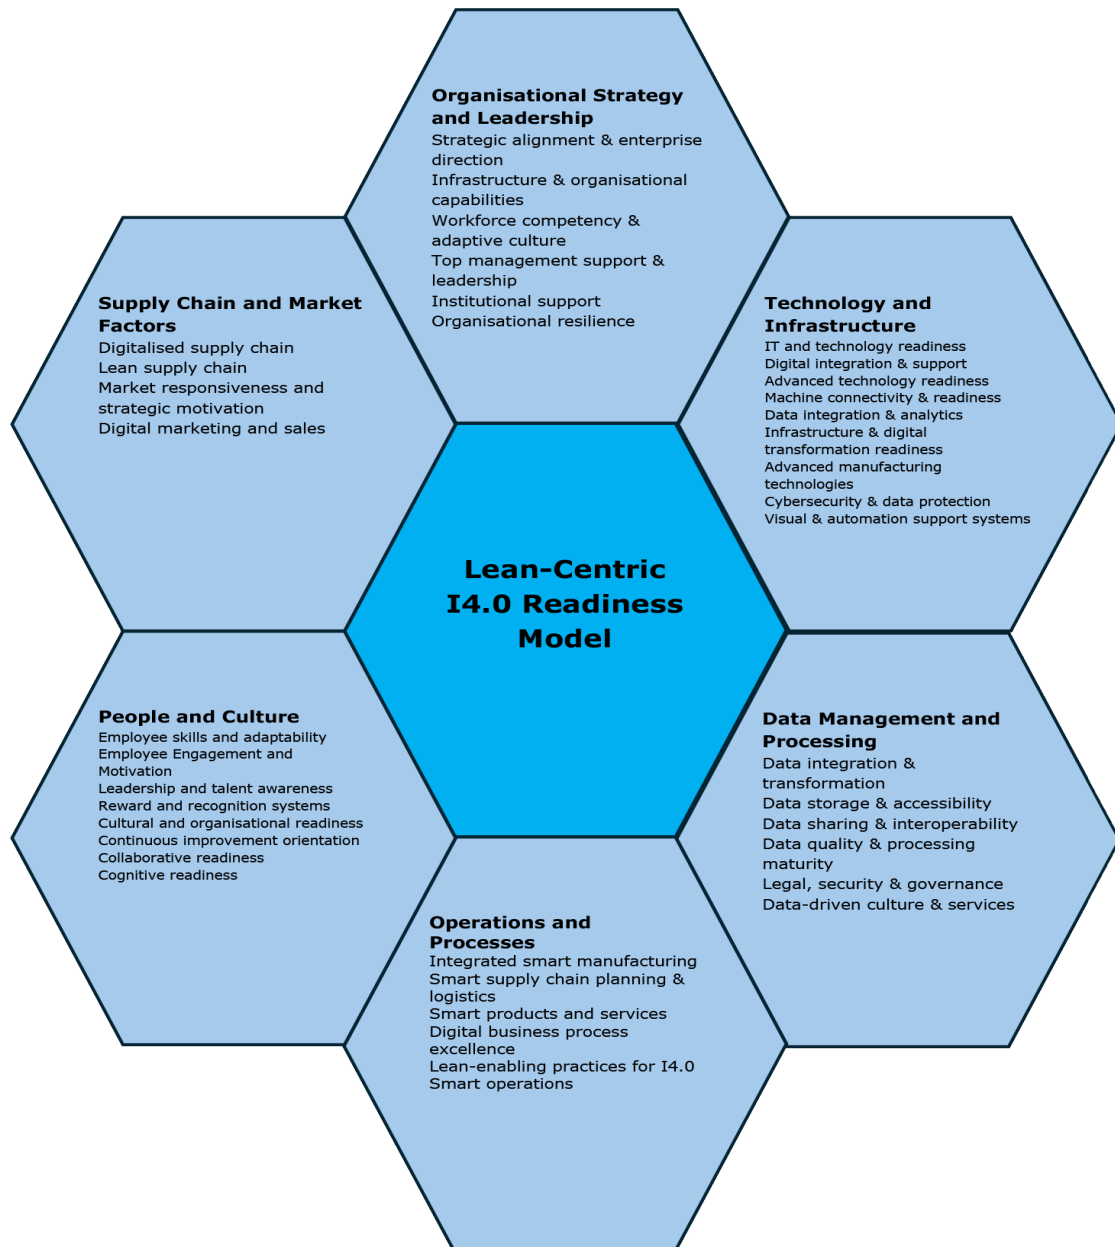 Organisational Strategy
and Leadership
Strategic alignment & enterprise
direction
Infrastructure & organisational
capabilities
Workforce competency &
adaptive culture
Top management support &
leadership
Institutional support
Organisational resilience
Supply Chain and Market
Factors
Digitalised supply chain
Lean supply chain
Market responsiveness and
strategic motivation
Digital marketing and sales
Technology and
Infrastructure
IT and technology readiness
Digital integration & support
Advanced technology readiness
Machine connectivity & readiness
Data integration & analytics
Infrastructure & digital
transformation readiness
Advanced manufacturing
technologies
Cybersecurity & data protection
Visual & automation support systems
Lean-Centric
I4.0 Readiness
Model
People and Culture
Employee skills and adaptability
Employee Engagement and
Motivation
Leadership and talent awareness
Reward and recognition systems
Cultural and organisational readiness
Continuous improvement orientation
Collaborative readiness
Cognitive readiness
Data Management and
Processing
Data integration &
transformation
Data storage & accessibility
Data sharing & interoperability
Data quality & processing
maturity
Legal, security & governance
Data-driven culture & services
Operations and
Processes
Integrated smart manufacturing
Smart supply chain planning &
logistics
Smart products and services
Digital business process
excellence
Lean-enabling practices for I4.0
Smart operations